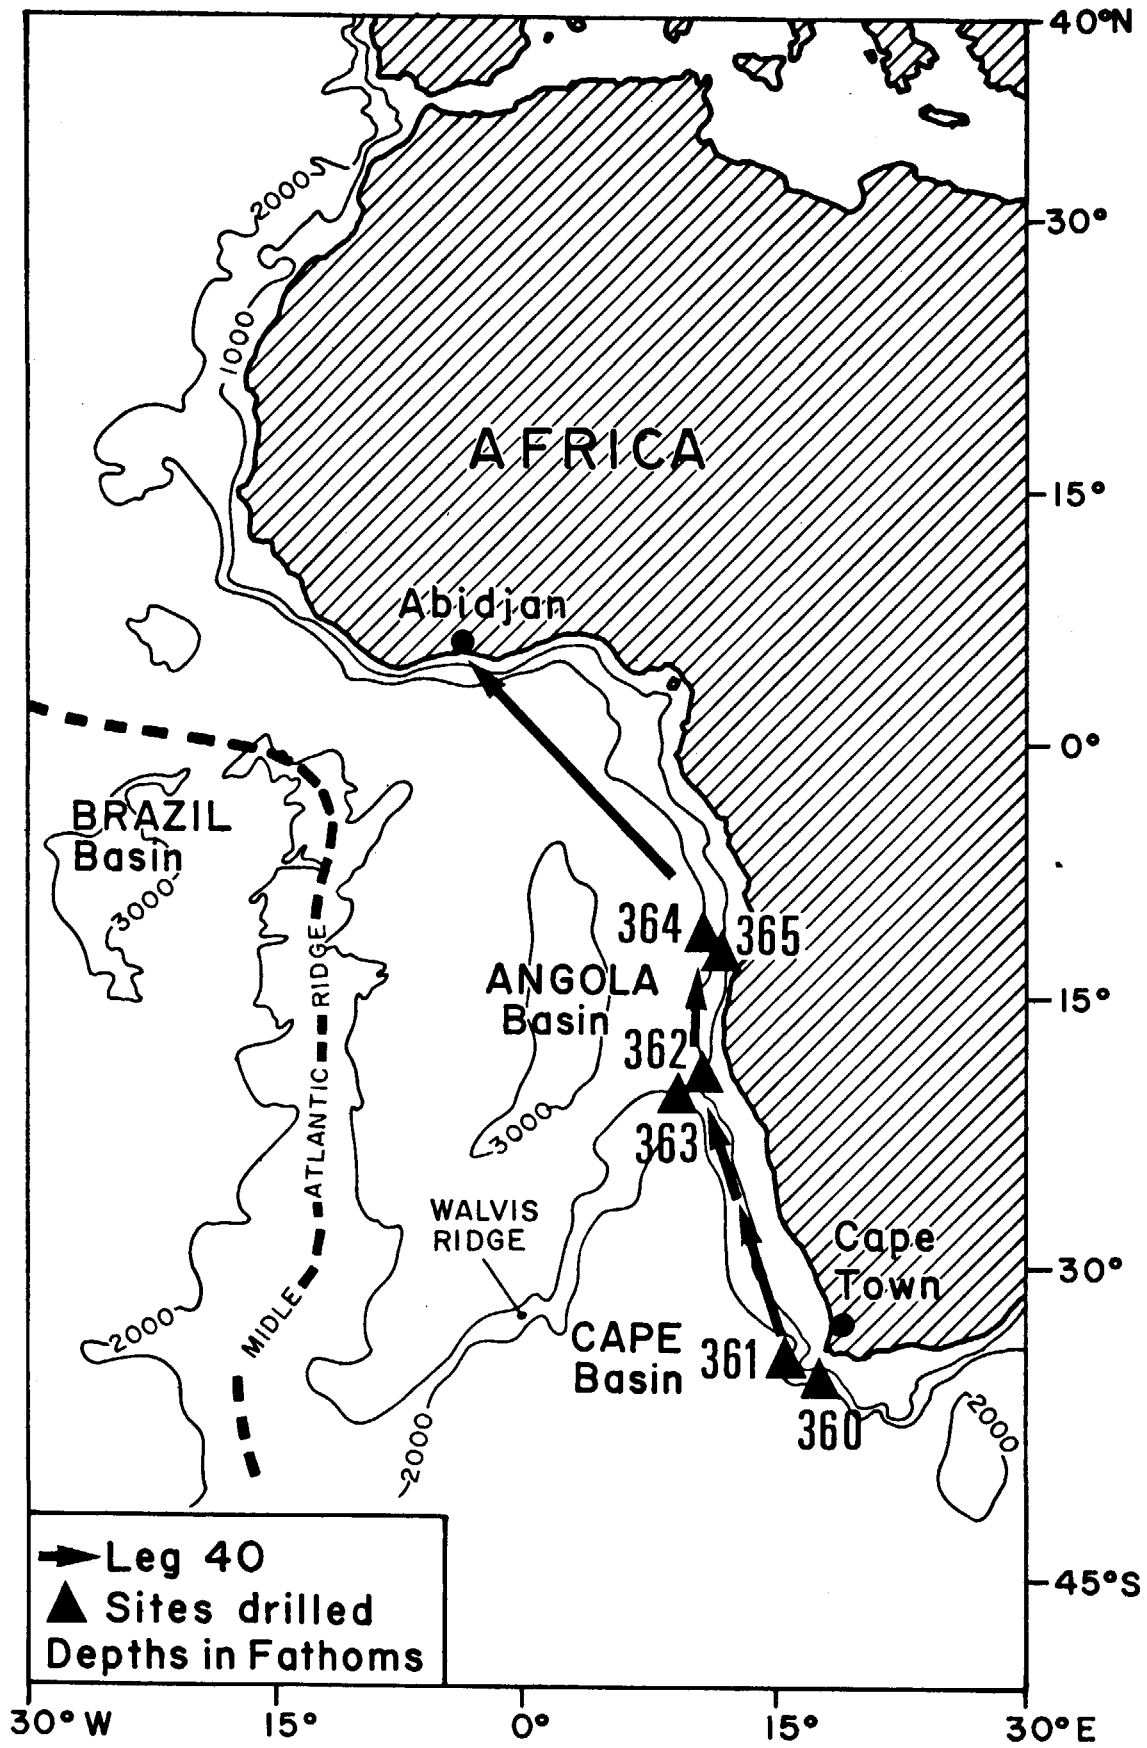 40°N
2000
30°
1000
AFRICA
15°
Abidjan
0°
BRAZIL
Basin
3000
364
365
ANGOLA
Basin
15°
362
363
3000
MIDLE ATLANTIC RIDGE
WALVIS
RIDGE
Cape
Town
30°
2000
CAPE
Basin
361
360
2000
2000
Leg 40
Sites drilled
Depths in Fathoms
45°S
30°W
15°
0°
15°
30°E